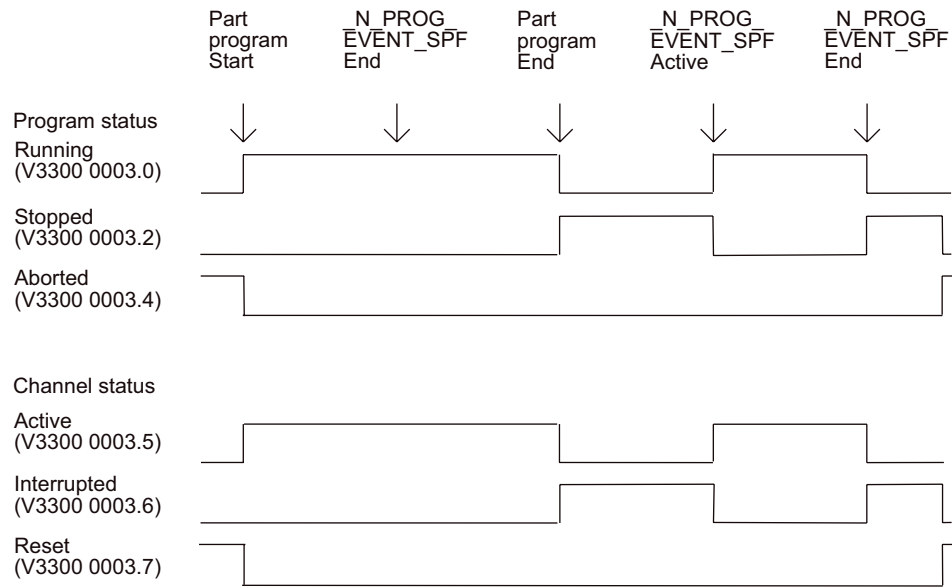 Part
program
Start
_N_PROG_
EVENT_SPF
End
Part
program
End
_N_PROG_
EVENT_SPF
Active
_N_PROG_
EVENT_SPF
End
Program status
Running
(V3300 0003.0)
Stopped
(V3300 0003.2)
Aborted
(V3300 0003.4)
Channel status
Active
(V3300 0003.5)
Interrupted
(V3300 0003.6)
Reset
(V3300 0003.7)